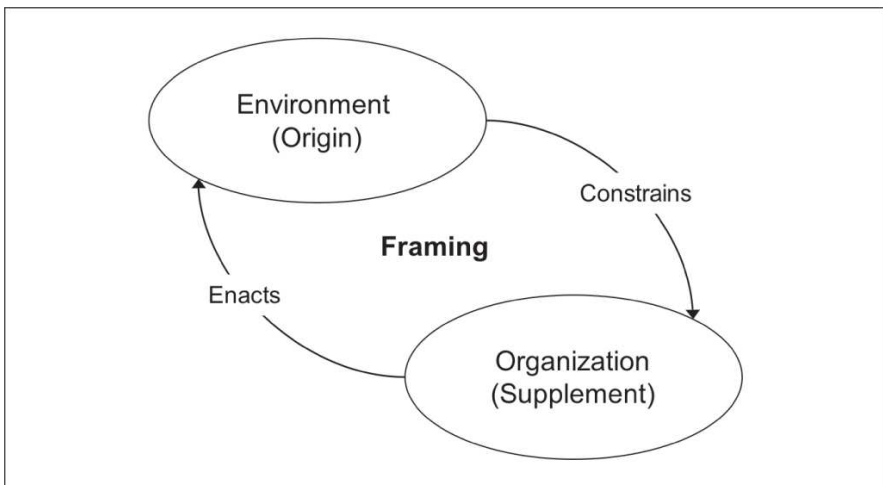 Environment
(Origin)
Constrains
Framing
Enacts
Organization
(Supplement)